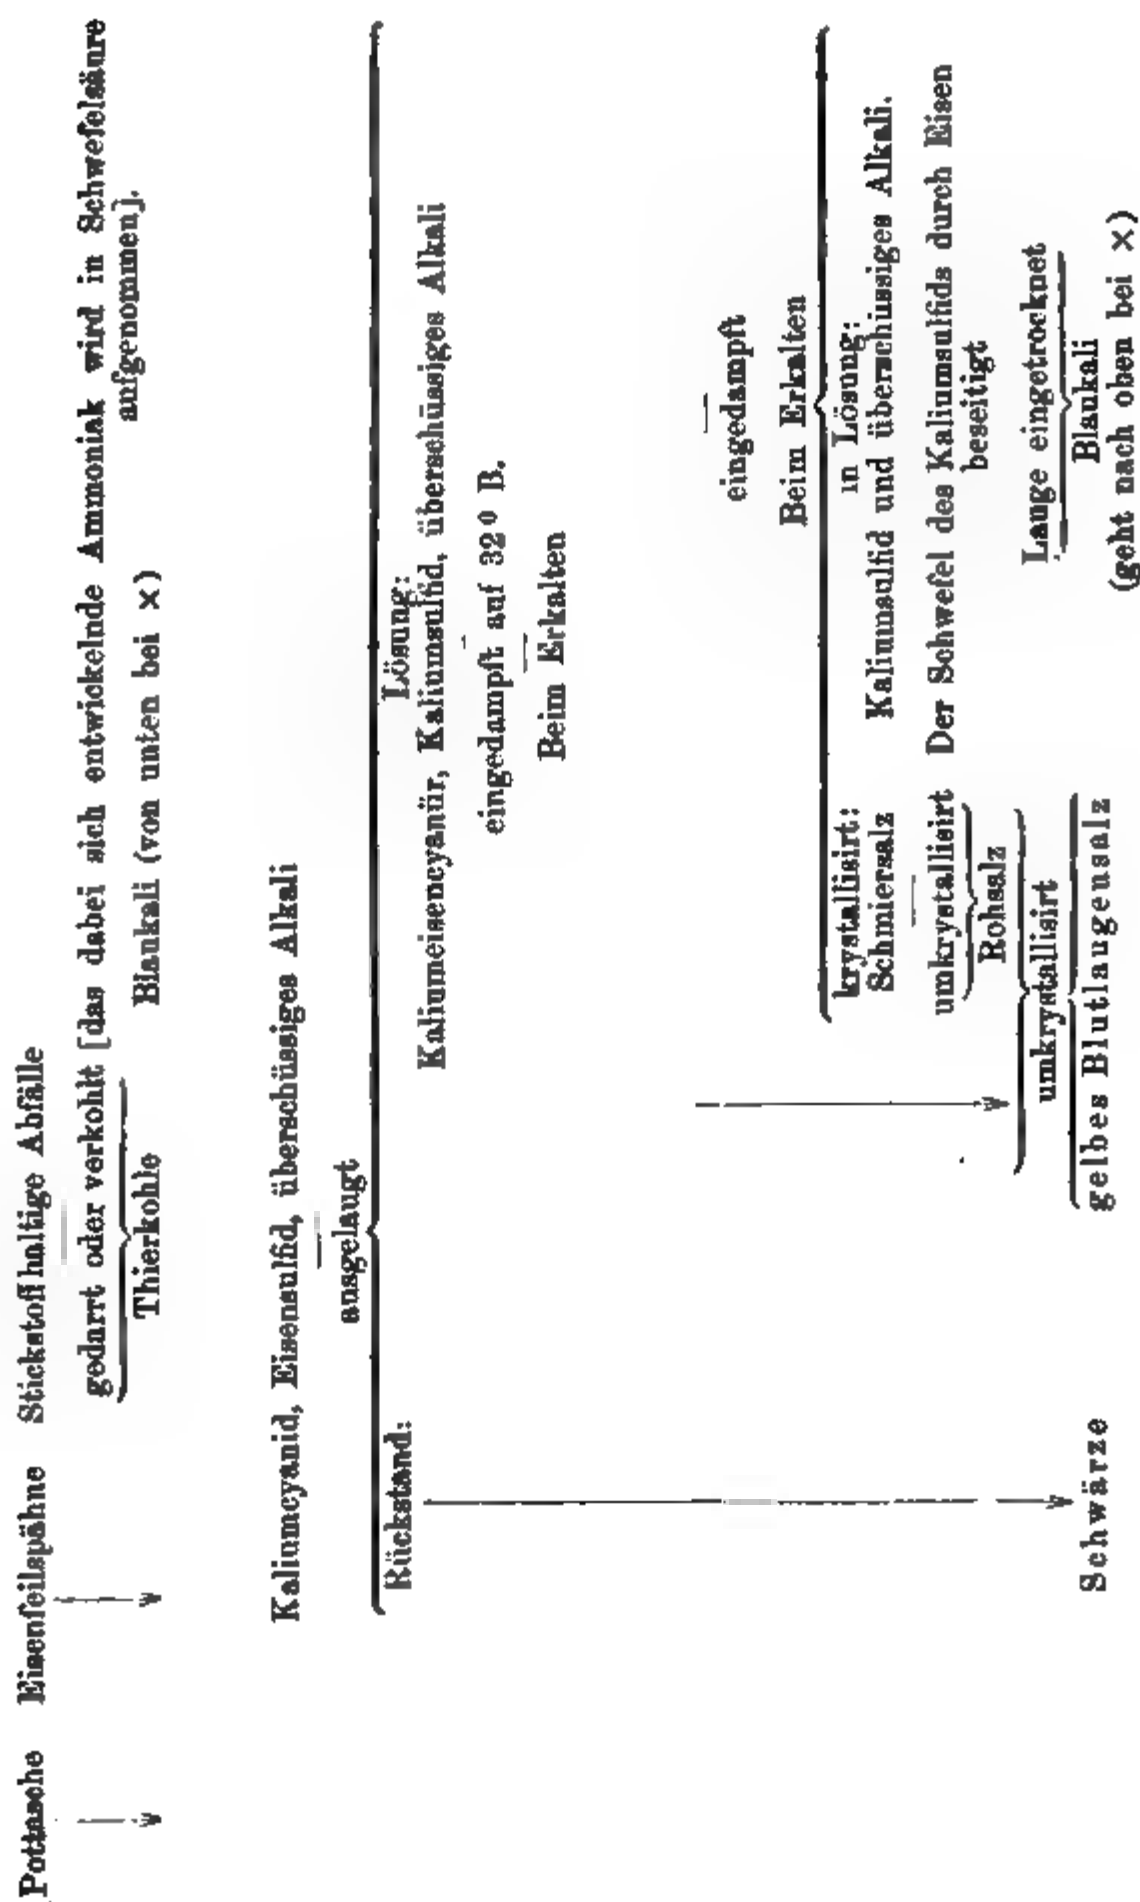 Pottasche Eisenfeilspähne Stickstoffhaltige Abfälle
gedarrt oder verkohlt [das dabei sich entwickelnde Ammoniak wird in Schwefelsäure
aufgenommen].
Thierkohle Blaukali (von unten bei ×)
Kaliumcyanid, Eisensulfid, überschüssiges Alkali
ausgelaugt
Rückstand: Lösung:
Kaliumeisencyanür, Kaliumsulfid, überschüssiges Alkali
eingedampft auf 32° B.
Beim Erkalten
eingedampft
Beim Erkalten
krystallisirt: in Lösung:
Schmiersalz Kaliumsulfid und überschüssiges Alkali.
umkrystallisirt Der Schwefel des Kaliumsulfids durch Eisen
Rohsalz beseitigt
umkrystallisirt Lauge eingetrocknet
Schwärze gelbes Blutlaugensalz Blaukali
(geht nach oben bei ×)